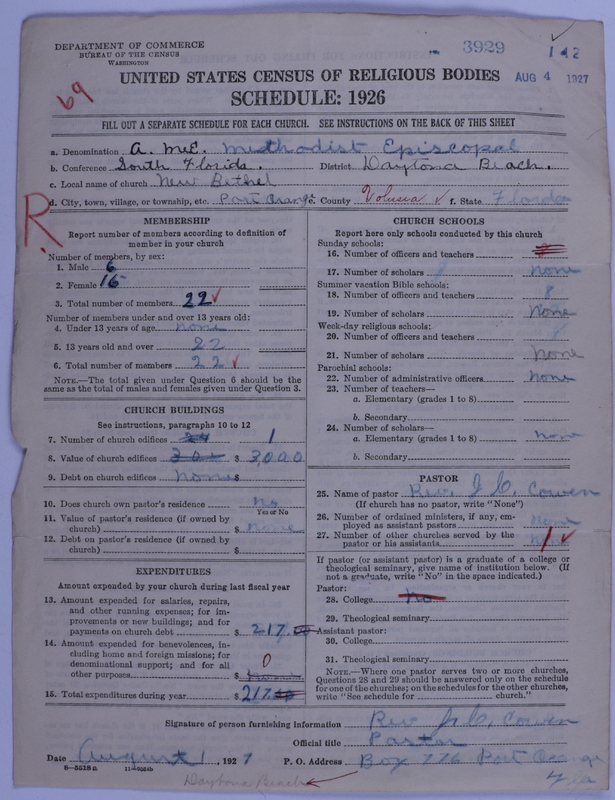 DEPARTMENT OF COMMERCE
BUREAU OF THE CENSUS
WASHINGTON
3929
142
69
UNITED STATES CENSUS OF RELIGIOUS BODIES
AUG 4 1927
SCHEDULE: 1926
FILL OUT A SEPARATE SCHEDULE FOR EACH CHURCH. SEE INSTRUCTIONS ON THE BACK OF THIS SHEET
a. Denomination A. M.E. Methodist Episcopal
b. Conference South Florida. District Daytona Beach.
c. Local name of church New Bethel
d. City, town, village, or township, etc. Port Orange e. County Volusia f. State Florida
R.
MEMBERSHIP
Report number of members according to definition of member in your church
Number of members, by sex:
1. Male 6
2. Female 16
3. Total number of members 22
Number of members under and over 13 years old:
4. Under 13 years of age none
5. 13 years old and over 22
6. Total number of members 22
NOTE.—The total given under Question 6 should be the same as the total of males and females given under Question 3.
CHURCH BUILDINGS
See instructions, paragraphs 10 to 12
7. Number of church edifices 1
8. Value of church edifices $ 3,000
9. Debt on church edifices none $
10. Does church own pastor's residence no
Yes or No
11. Value of pastor's residence (if owned by church) $ none
12. Debt on pastor's residence (if owned by church) $
EXPENDITURES
Amount expended by your church during last fiscal year
13. Amount expended for salaries, repairs, and other running expenses; for improvements or new buildings; and for payments on church debt $ 217.00
14. Amount expended for benevolences, including home and foreign missions; for denominational support; and for all other purposes $ 0
15. Total expenditures during year $ 217.00
CHURCH SCHOOLS
Report here only schools conducted by this church
Sunday schools:
16. Number of officers and teachers
17. Number of scholars 8 none
Summer vacation Bible schools:
18. Number of officers and teachers 8
19. Number of scholars None
Week-day religious schools:
20. Number of officers and teachers 8
21. Number of scholars None
Parochial schools:
22. Number of administrative officers none
23. Number of teachers—
a. Elementary (grades 1 to 8)
b. Secondary
24. Number of scholars—
a. Elementary (grades 1 to 8) none
b. Secondary
PASTOR
25. Name of pastor Rev. J. C. Cowen
(If church has no pastor, write "None")
26. Number of ordained ministers, if any, employed as assistant pastors none
27. Number of other churches served by the pastor or his assistants 1
If pastor (or assistant pastor) is a graduate of a college or theological seminary, give name of institution below. (If not a graduate, write "No" in the space indicated.)
Pastor:
28. College No
29. Theological seminary
Assistant pastor:
30. College
31. Theological seminary
NOTE.—Where one pastor serves two or more churches, Questions 28 and 29 should be answered only on the schedule for one of the churches; on the schedules for the other churches, write "See schedule for church."
Signature of person furnishing information Rev J. C. Cowen
Official title Pastor
Date August 1, 1927 P. O. Address Box 776 Port Orange
Fla
8—5518a
Daytona Beach